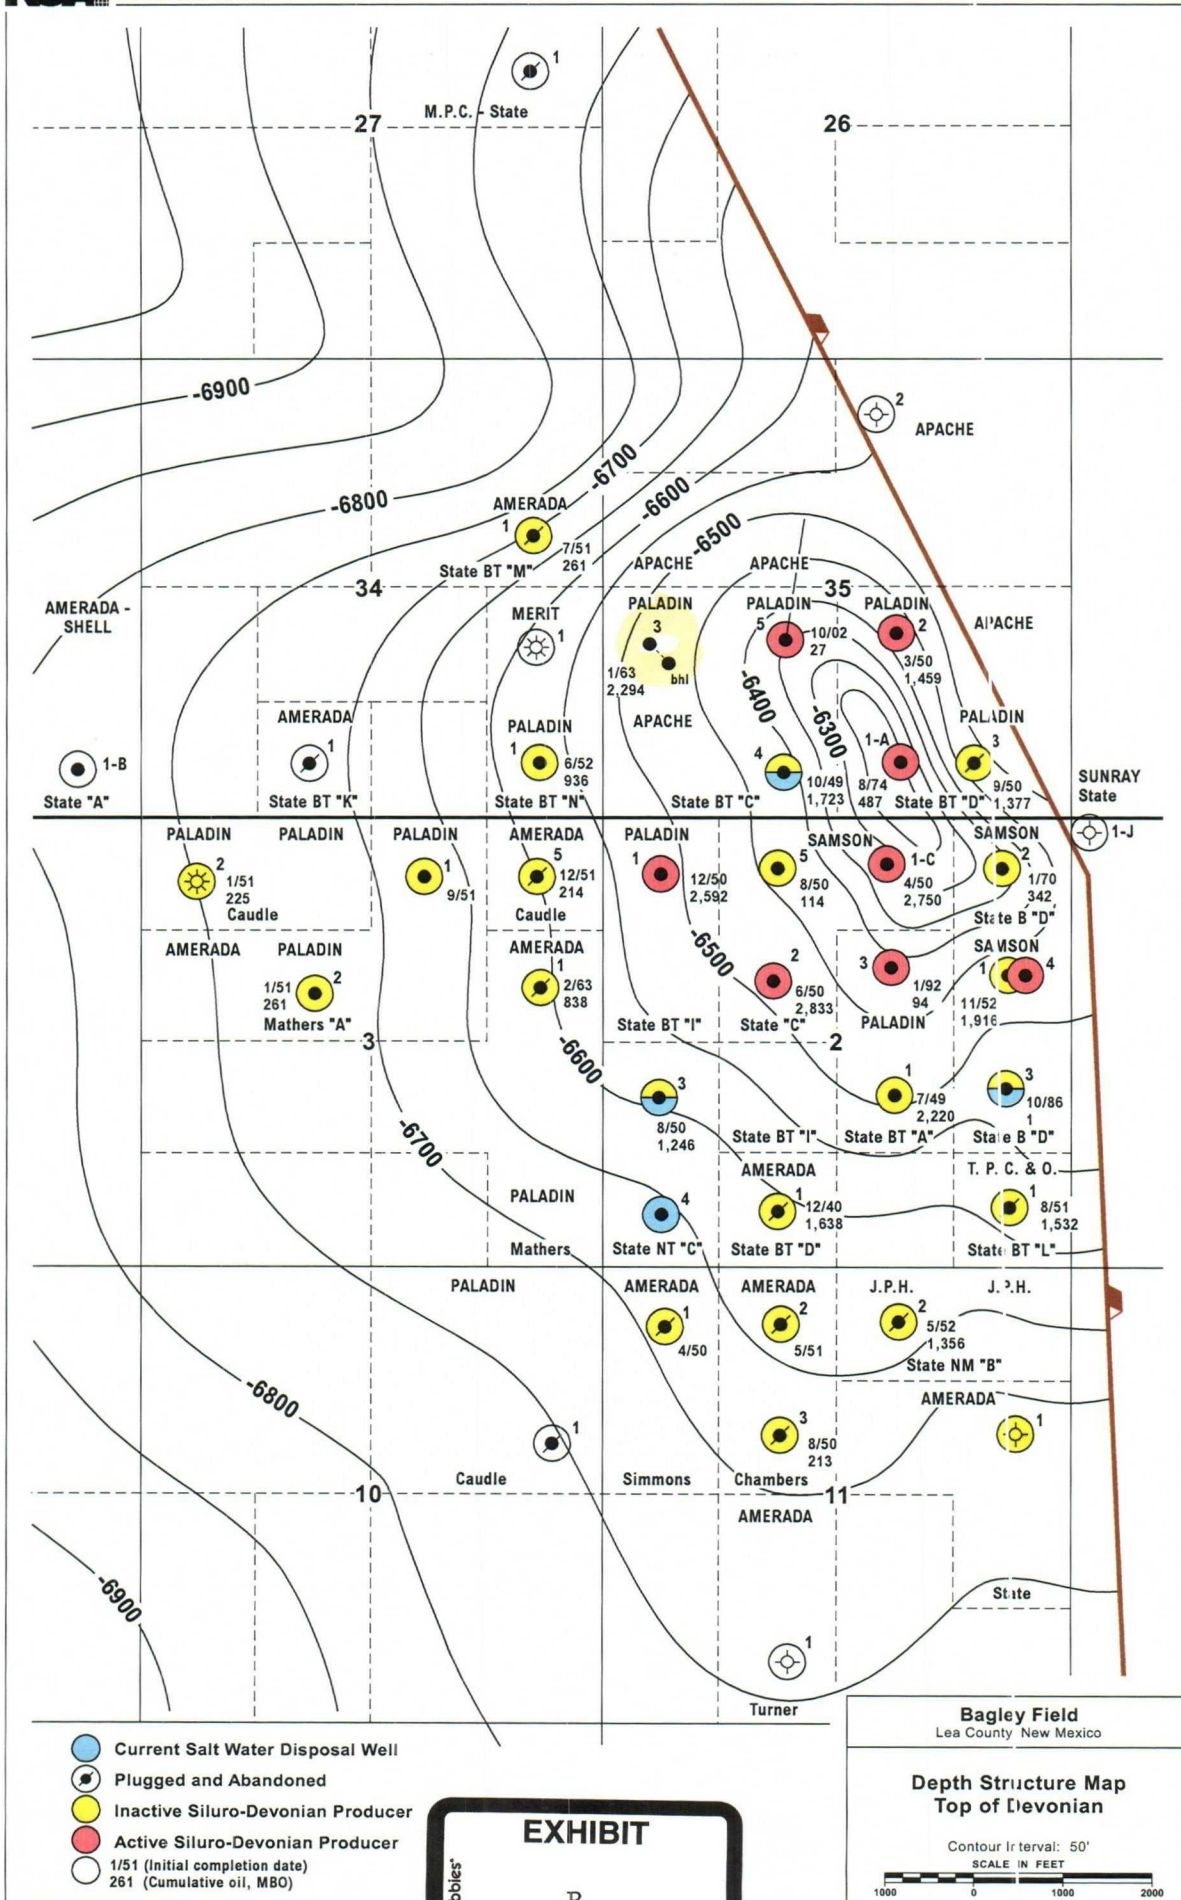 1
M.P.C. - State
27
26
-6900
2
APACHE
-6700
-6800
-6600
AMERADA
1
-6500
7/51
261
State BT "M"
APACHE
APACHE
34
35
AMERADA -
SHELL
MERIT
1
PALADIN
3
bhl
1/63
2,294
PALADIN
5
10/02
27
PALADIN
2
3/50
1,459
APACHE
-6400
-6300
APACHE
AMERADA
1
State BT "K"
PALADIN
1
6/52
936
State BT "N"
PALADIN
3
9/50
1,377
1-A
8/74
487
State BT "D"
4
10/49
1,723
State BT "C"
1-B
State "A"
SUNRAY
State
1-J
PALADIN
2
1/51
225
Caudle
PALADIN
PALADIN
1
9/51
AMERADA
5
12/51
214
Caudle
PALADIN
1
12/50
2,592
5
8/50
114
SAMSON
1-C
4/50
2,750
SAMSON
2
1/70
342
State B "D"
AMERADA
PALADIN
2
1/51
261
Mathers "A"
AMERADA
1
2/63
838
-6500
2
6/50
2,833
State "C"
State BT "I"
3
1/92
94
PALADIN
SAMSON
1
4
11/52
1,916
3
2
-6600
3
8/50
1,246
1
7/49
2,220
State BT "A"
3
10/86
1
State B "D"
State BT "I"
-6700
AMERADA
1
12/40
1,638
State BT "D"
T. P. C. & O.
1
8/51
1,532
State BT "L"
PALADIN
Mathers
4
State NT "C"
PALADIN
AMERADA
1
4/50
AMERADA
2
5/51
J.P.H.
2
5/52
1,356
State NM "B"
J.P.H.
-6800
AMERADA
1
1
Caudle
Simmons
3
8/50
213
Chambers
10
11
AMERADA
-6900
State
1
Turner
Bagley Field
Lea County New Mexico
Depth Structure Map
Top of Devonian
Contour Interval: 50'
SCALE IN FEET
1000 0 1000 2000
Current Salt Water Disposal Well
Plugged and Abandoned
Inactive Siluro-Devonian Producer
Active Siluro-Devonian Producer
1/51 (Initial completion date)
261 (Cumulative oil, MBO)
EXHIBIT